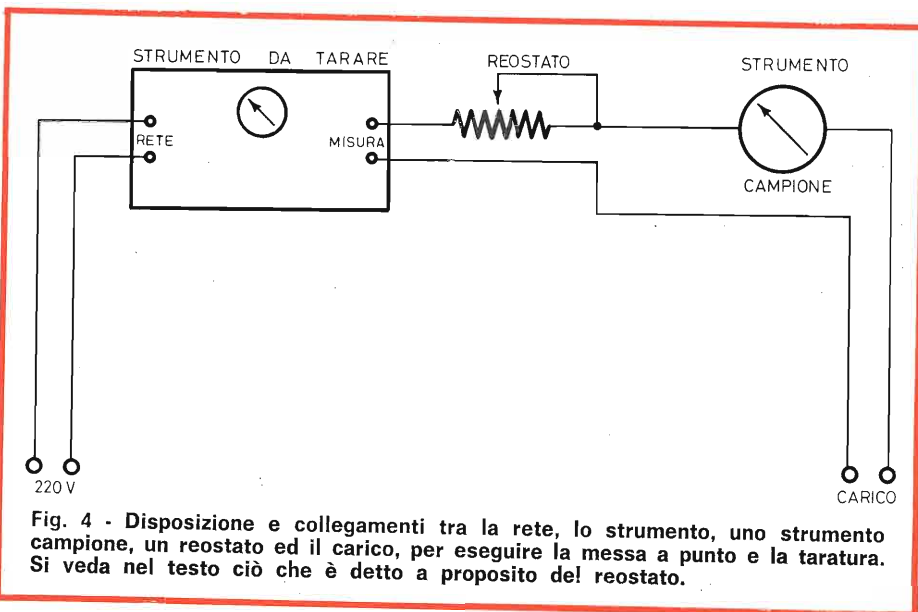 STRUMENTO DA TARARE
REOSTATO
STRUMENTO
RETE
MISURA
CAMPIONE
220 V
CARICO
Fig. 4 - Disposizione e collegamenti tra la rete, lo strumento, uno strumento
campione, un reostato ed il carico, per eseguire la messa a punto e la taratura.
Si veda nel testo ciò che è detto a proposito del reostato.